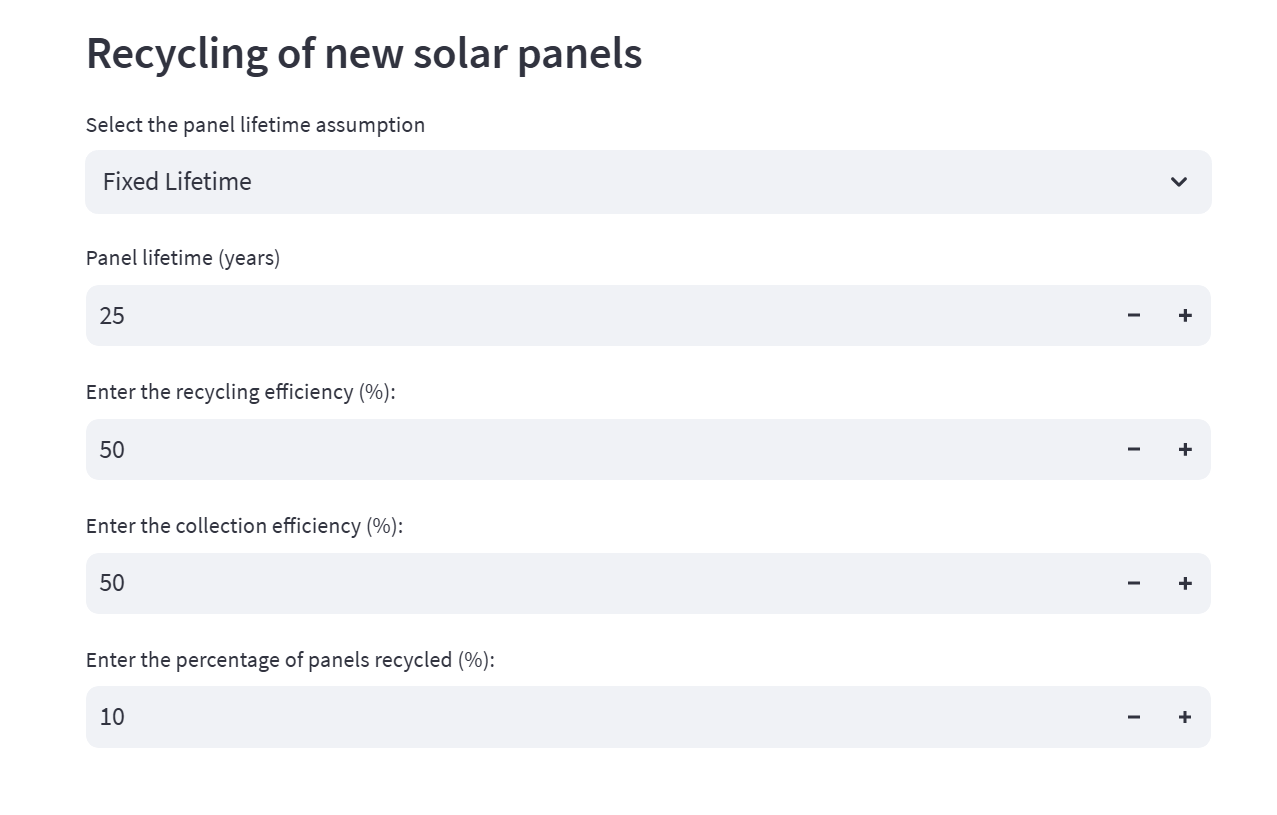 Recycling of new solar panels
Select the panel lifetime assumption
Fixed Lifetime
Panel lifetime (years)
25
Enter the recycling efficiency (%):
50
Enter the collection efficiency (%):
50
Enter the percentage of panels recycled (%):
10